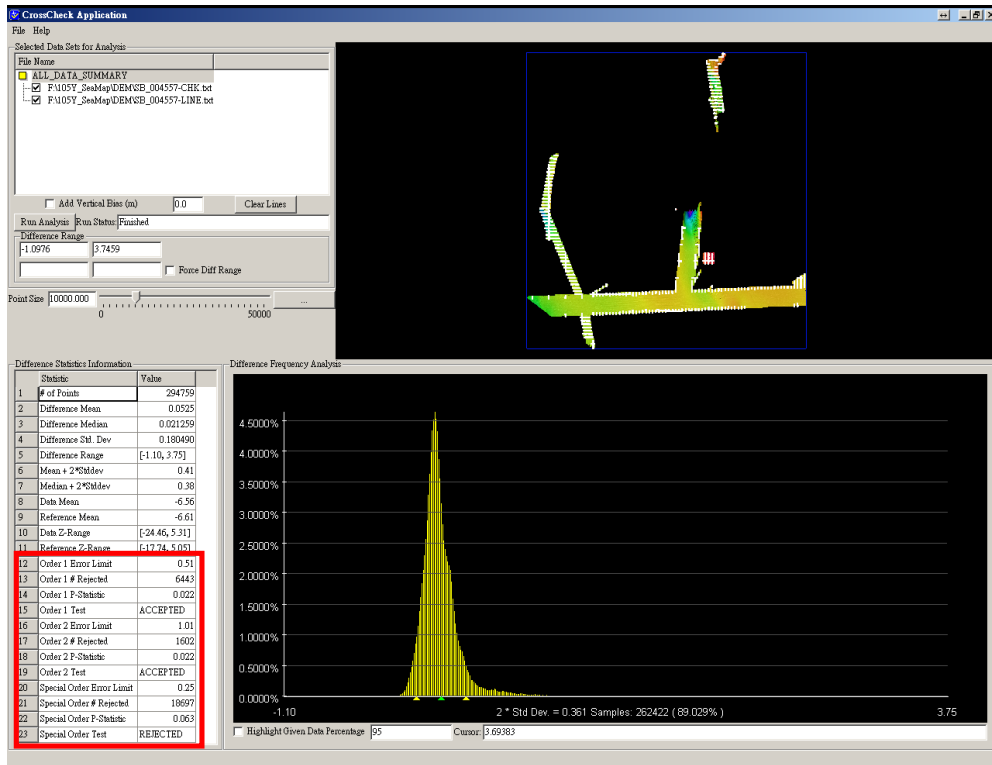 CrossCheck Application
File Help
Selected Data Sets for Analysis
File Name
ALL_DATA_SUMMARY
F:\105Y_SeaMap\DEM\SB_004557-CHK.txt
F:\105Y_SeaMap\DEM\SB_004557-LINE.txt
Add Vertical Bias (m) 0.0 Clear Lines
Run Analysis Run Status: Finished
Difference Range
-1.0976 3.7459
Force Diff Range
Point Size 10000.000 ...
0 50000
Difference Statistics Information
Statistic Value
1 # of Points 294759
2 Difference Mean 0.0525
3 Difference Median 0.021259
4 Difference Std. Dev 0.180490
5 Difference Range [-1.10, 3.75]
6 Mean + 2*Stddev 0.41
7 Median + 2*Stddev 0.38
8 Data Mean -6.56
9 Reference Mean -6.61
10 Data Z-Range [-24.46, 5.31]
11 Reference Z-Range [-17.74, 5.05]
12 Order 1 Error Limit 0.51
13 Order 1 # Rejected 6443
14 Order 1 P-Statistic 0.022
15 Order 1 Test ACCEPTED
16 Order 2 Error Limit 1.01
17 Order 2 # Rejected 1602
18 Order 2 P-Statistic 0.022
19 Order 2 Test ACCEPTED
20 Special Order Error Limit 0.25
21 Special Order # Rejected 18697
22 Special Order P-Statistic 0.063
23 Special Order Test REJECTED
Difference Frequency Analysis
4.5000%
4.0000%
3.5000%
3.0000%
2.5000%
2.0000%
1.5000%
1.0000%
0.5000%
0.0000%
-1.10 2 * Std Dev. = 0.361 Samples: 262422 ( 89.029% ) 3.75
Highlight Given Data Percentage 95 Cursor: 3.69383